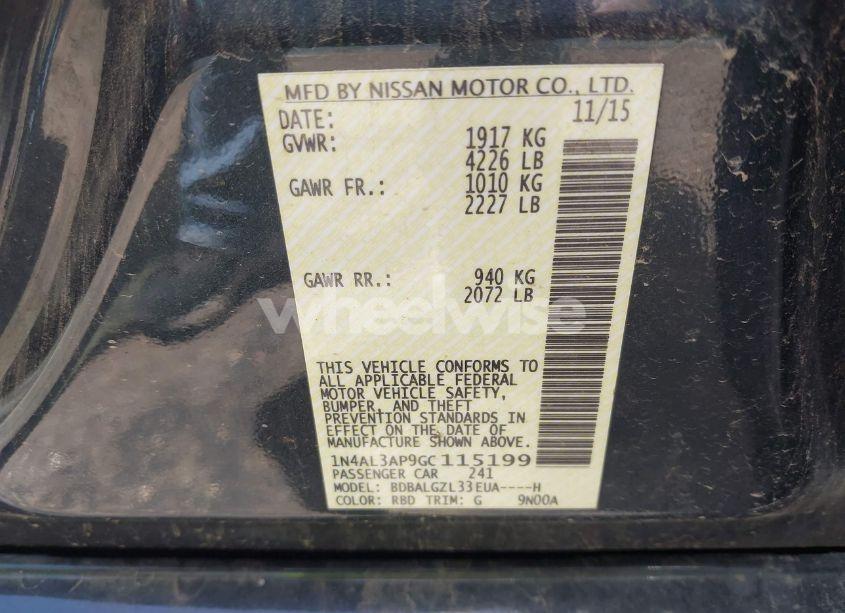 MFD BY NISSAN MOTOR CO., LTD.
DATE: 11/15
GVWR: 1917 KG
4226 LB
GAWR FR.: 1010 KG
2227 LB
GAWR RR.: 940 KG
2072 LB
wheelwise
THIS VEHICLE CONFORMS TO
ALL APPLICABLE FEDERAL
MOTOR VEHICLE SAFETY,
BUMPER, AND THEFT
PREVENTION STANDARDS IN
EFFECT ON THE DATE OF
MANUFACTURE SHOWN ABOVE.
1N4AL3AP9GC115199
PASSENGER CAR 241
MODEL: BDBALGZL33EUA----H
COLOR: RBD TRIM: G 9N00A